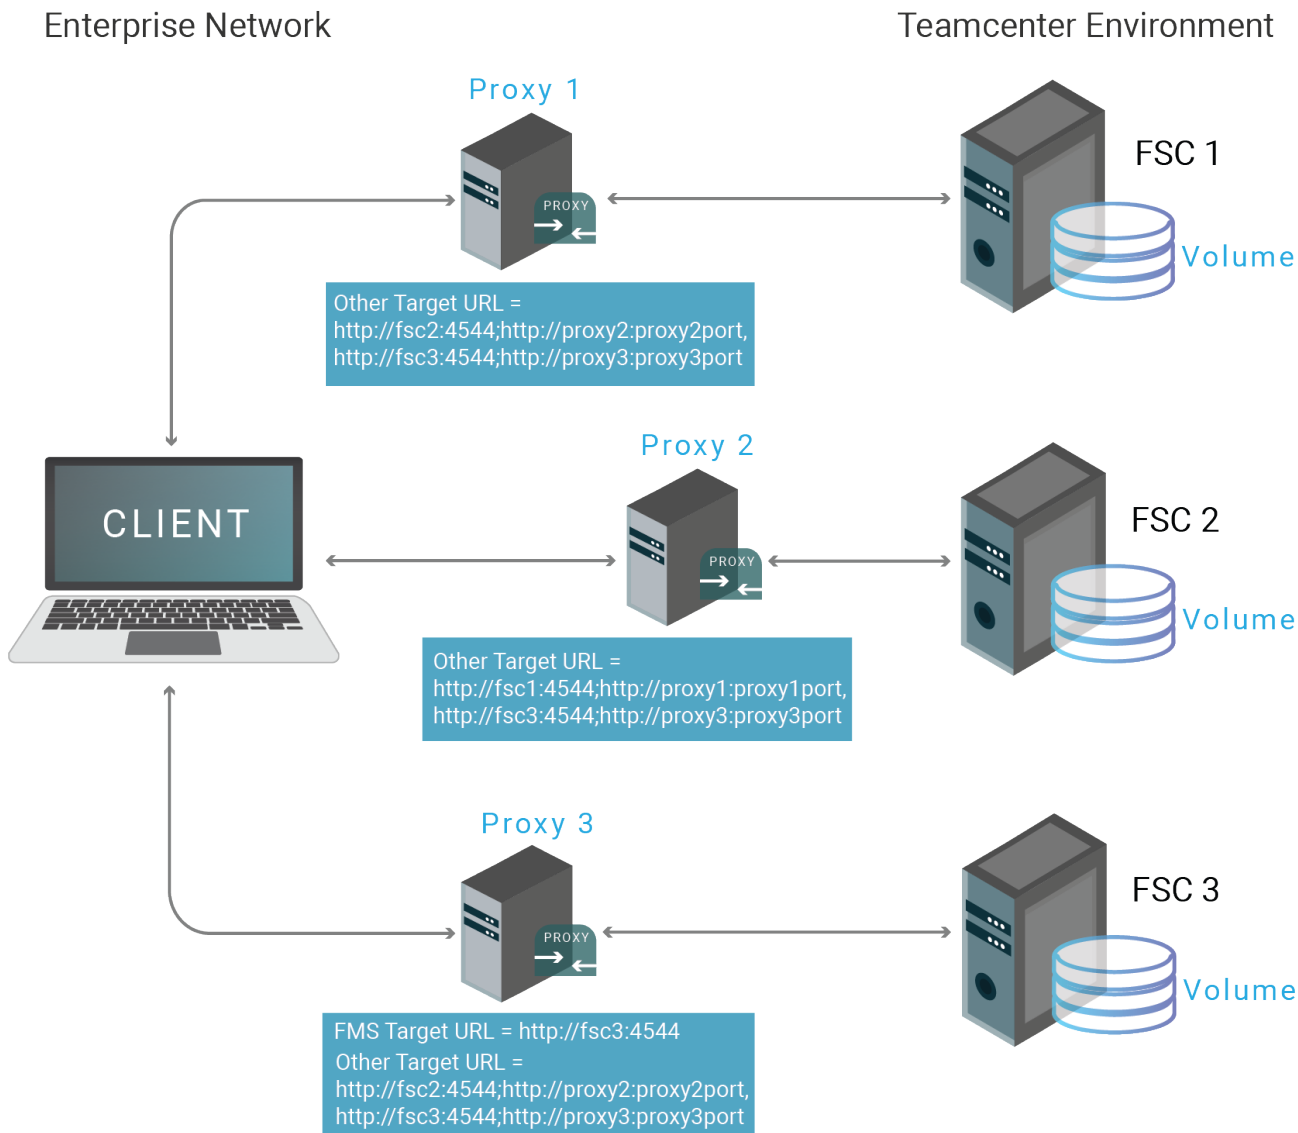 Enterprise Network
Teamcenter Environment
Proxy 1
PROXY
FSC 1
Volume
Other Target URL =
http://fsc2:4544;http://proxy2:proxy2port,
http://fsc3:4544;http://proxy3:proxy3port
CLIENT
Proxy 2
PROXY
FSC 2
Volume
Other Target URL =
http://fsc1:4544;http://proxy1:proxy1port,
http://fsc3:4544;http://proxy3:proxy3port
Proxy 3
PROXY
FSC 3
Volume
FMS Target URL = http://fsc3:4544
Other Target URL =
http://fsc2:4544;http://proxy2:proxy2port,
http://fsc3:4544;http://proxy3:proxy3port